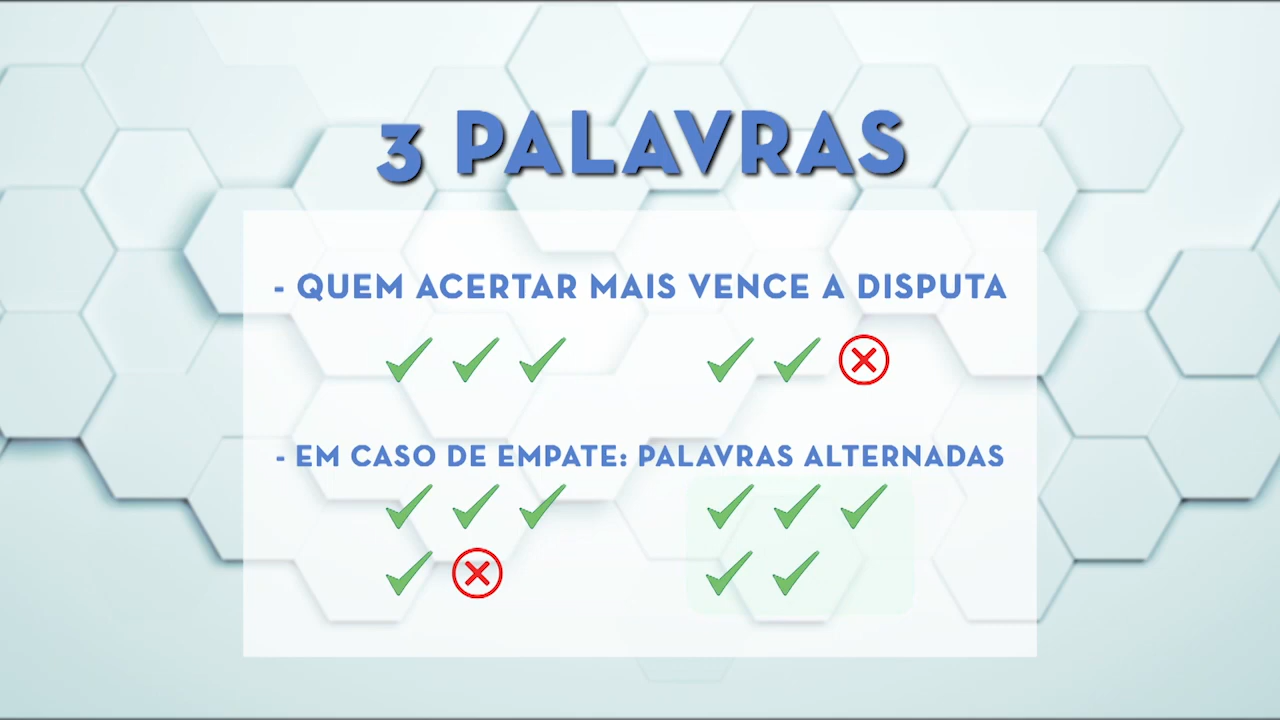 3 PALAVRAS
- QUEM ACERTAR MAIS VENCE A DISPUTA
- EM CASO DE EMPATE: PALAVRAS ALTERNADAS